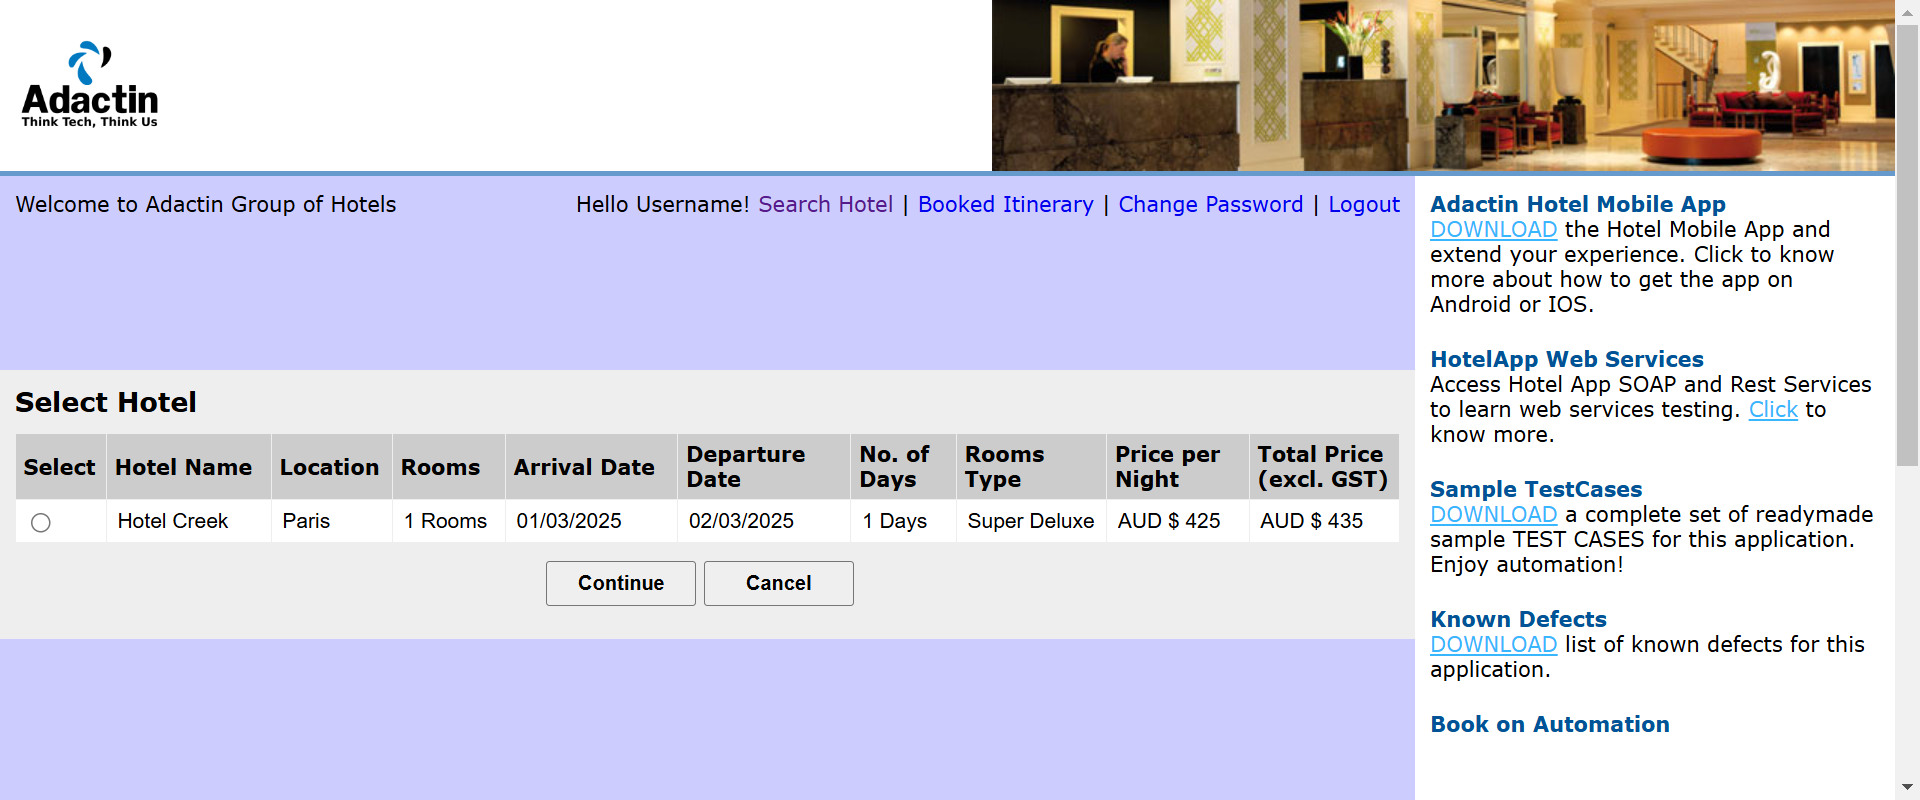 Adactin
Think Tech, Think Us
Welcome to Adactin Group of Hotels
Hello Username! Search Hotel | Booked Itinerary | Change Password | Logout
Select Hotel
Select Hotel Name Location Rooms Arrival Date Departure Date No. of Days Rooms Type Price per Night Total Price (excl. GST)
Hotel Creek Paris 1 Rooms 01/03/2025 02/03/2025 1 Days Super Deluxe AUD $ 425 AUD $ 435
Continue Cancel
Adactin Hotel Mobile App
DOWNLOAD the Hotel Mobile App and
extend your experience. Click to know
more about how to get the app on
Android or IOS.
HotelApp Web Services
Access Hotel App SOAP and Rest Services
to learn web services testing. Click to
know more.
Sample TestCases
DOWNLOAD a complete set of readymade
sample TEST CASES for this application.
Enjoy automation!
Known Defects
DOWNLOAD list of known defects for this
application.
Book on Automation